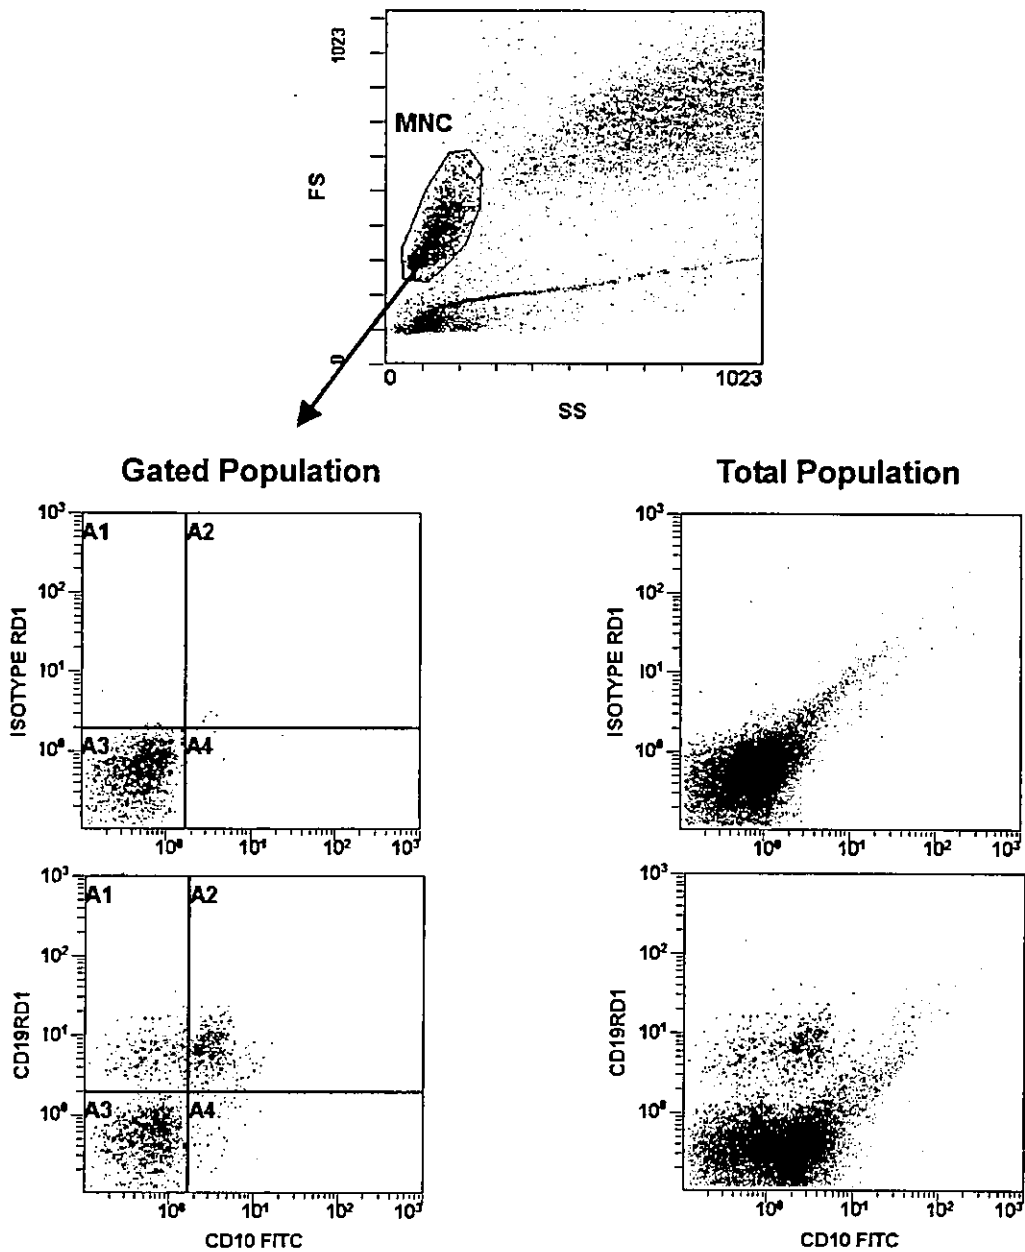 1023
MNC
FS
0
0 1023
SS
Gated Population
Total Population
10³
A1 A2
10²
10¹
10⁰
A3 A4
ISOTYPE RD1
10⁰ 10¹ 10² 10³
10³
10²
10¹
10⁰
ISOTYPE RD1
10⁰ 10¹ 10² 10³
10³
A1 A2
10²
10¹
10⁰
A3 A4
CD19RD1
10⁰ 10¹ 10² 10³
CD10 FITC
10³
10²
10¹
10⁰
CD19RD1
10⁰ 10¹ 10² 10³
CD10 FITC